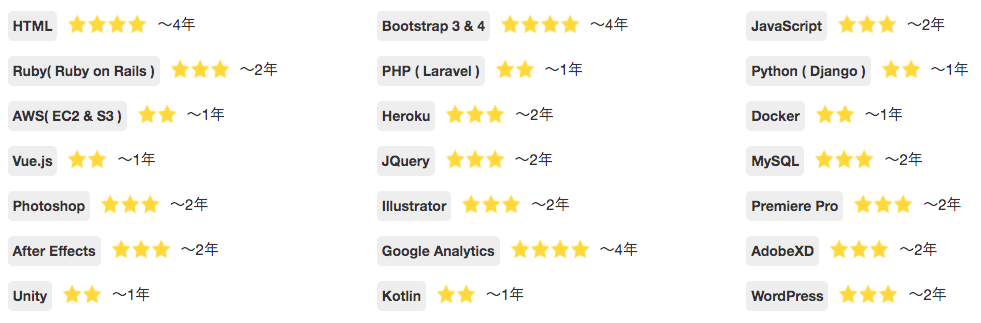 HTML ～4年 Bootstrap 3 & 4 ～4年 JavaScript ～2年
Ruby( Ruby on Rails ) ～2年 PHP ( Laravel ) ～1年 Python ( Django ) ～1年
AWS( EC2 & S3 ) ～1年 Heroku ～2年 Docker ～1年
Vue.js ～1年 JQuery ～2年 MySQL ～2年
Photoshop ～2年 Illustrator ～2年 Premiere Pro ～2年
After Effects ～2年 Google Analytics ～4年 AdobeXD ～2年
Unity ～1年 Kotlin ～1年 WordPress ～2年